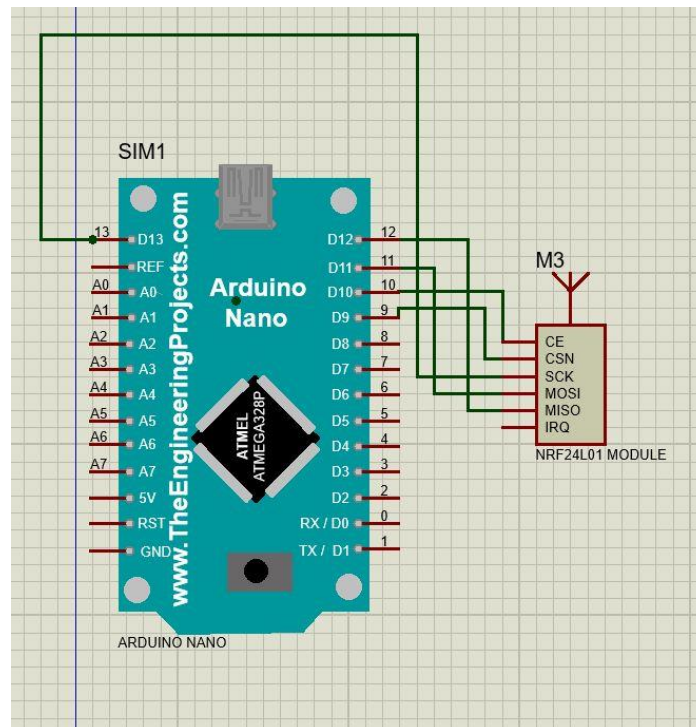 SIM1
13
D13
REF
A0
A0
A1
A1
A2
A2
A3
A3
A4
A4
A5
A5
A6
A6
A7
A7
5V
RST
GND
www.TheEngineeringProjects.com
Arduino
Nano
ATMEL
ATMEGA328P
D12
12
D11
11
D10
10
D9
9
D8
8
D7
7
D6
6
D5
5
D4
4
D3
3
D2
2
RX / D0
0
TX / D1
1
ARDUINO NANO
M3
CE
CSN
SCK
MOSI
MISO
IRQ
NRF24L01 MODULE